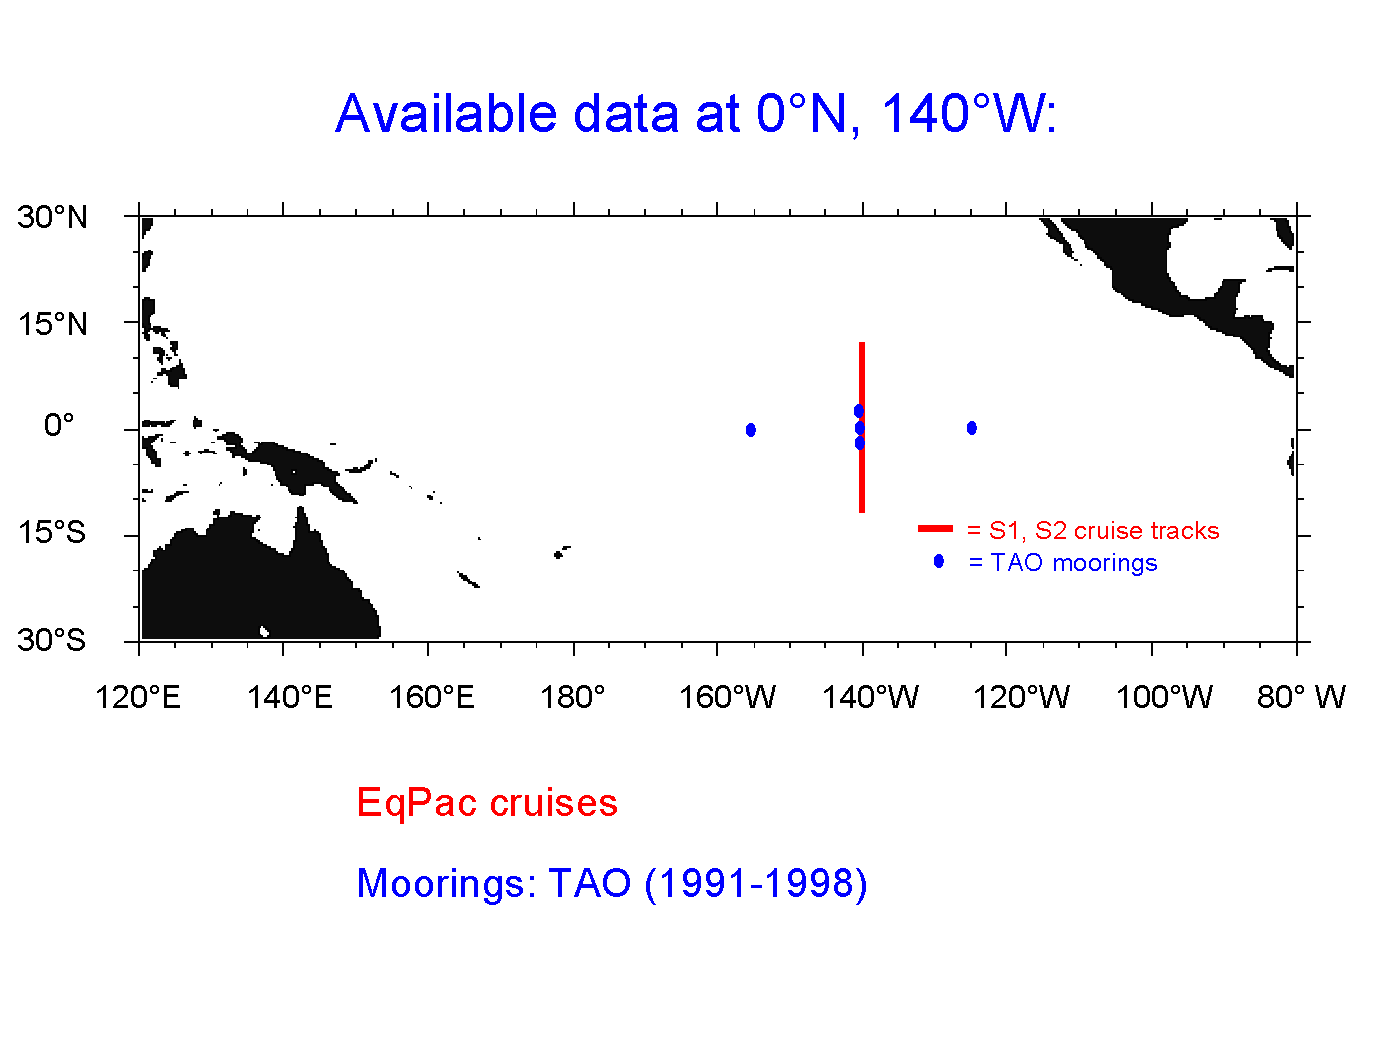 Available data at 0°N, 140°W:
30°N
15°N
0°
15°S
30°S
= S1, S2 cruise tracks
= TAO moorings
120°E 140°E 160°E 180° 160°W 140°W 120°W 100°W 80° W
EqPac cruises
Moorings: TAO (1991-1998)